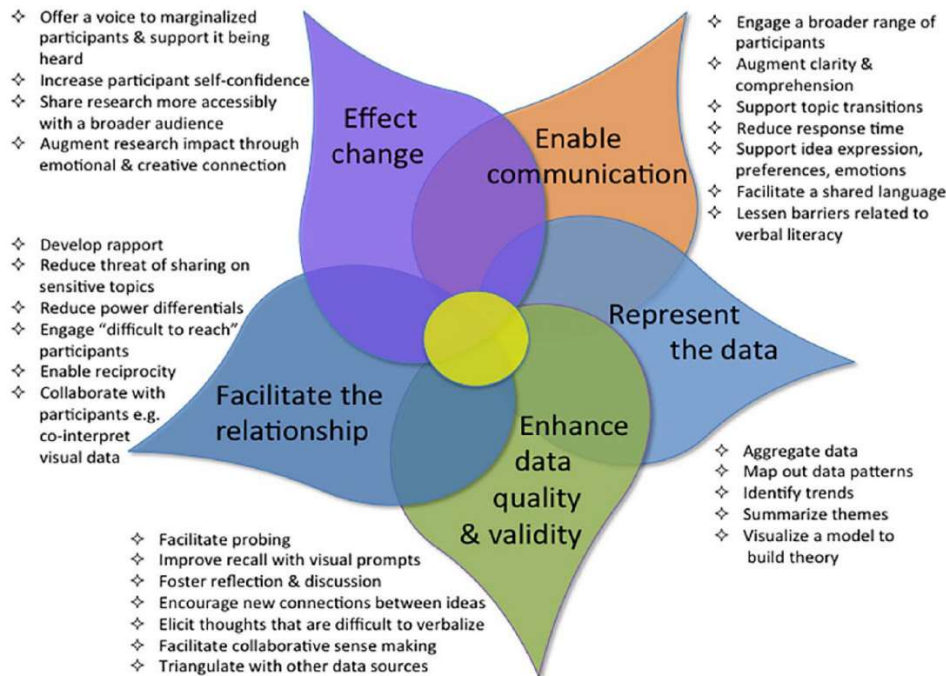 ✧ Offer a voice to marginalized
participants & support it being
heard
✧ Increase participant self-confidence
✧ Share research more accessibly
with a broader audience
✧ Augment research impact through
emotional & creative connection
Effect
change
✧ Engage a broader range of
participants
✧ Augment clarity &
comprehension
✧ Support topic transitions
✧ Reduce response time
✧ Support idea expression,
preferences, emotions
✧ Facilitate a shared language
✧ Lessen barriers related to
verbal literacy
Enable
communication
✧ Develop rapport
✧ Reduce threat of sharing on
sensitive topics
✧ Reduce power differentials
✧ Engage “difficult to reach”
participants
✧ Enable reciprocity
✧ Collaborate with
participants e.g.
co-interpret
visual data
Facilitate the
relationship
Represent
the data
✧ Aggregate data
✧ Map out data patterns
✧ Identify trends
✧ Summarize themes
✧ Visualize a model to
build theory
Enhance
data
quality
& validity
✧ Facilitate probing
✧ Improve recall with visual prompts
✧ Foster reflection & discussion
✧ Encourage new connections between ideas
✧ Elicit thoughts that are difficult to verbalize
✧ Facilitate collaborative sense making
✧ Triangulate with other data sources